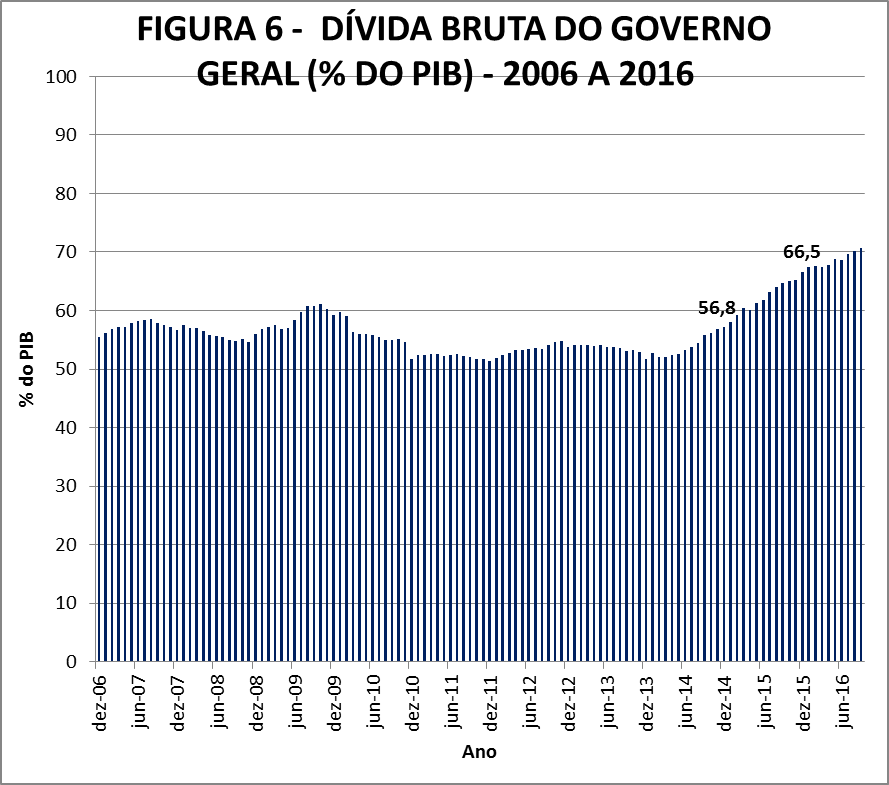 FIGURA 6 - DÍVIDA BRUTA DO GOVERNO
GERAL (% DO PIB) - 2006 A 2016
100
90
80
70
60
50
40
30
20
10
0
% do PIB
56,8
66,5
dez-06
jun-07
dez-07
jun-08
dez-08
jun-09
dez-09
jun-10
dez-10
jun-11
dez-11
jun-12
dez-12
jun-13
dez-13
jun-14
dez-14
jun-15
dez-15
jun-16
Ano